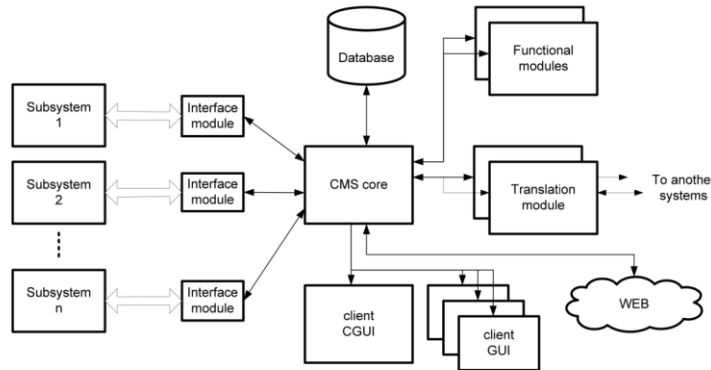 Database
Functional
modules
Subsystem
1
Interface
module
Subsystem
2
Interface
module
CMS core
Translation
module
To anothe
systems
Subsystem
n
Interface
module
client
CGUI
client
GUI
WEB